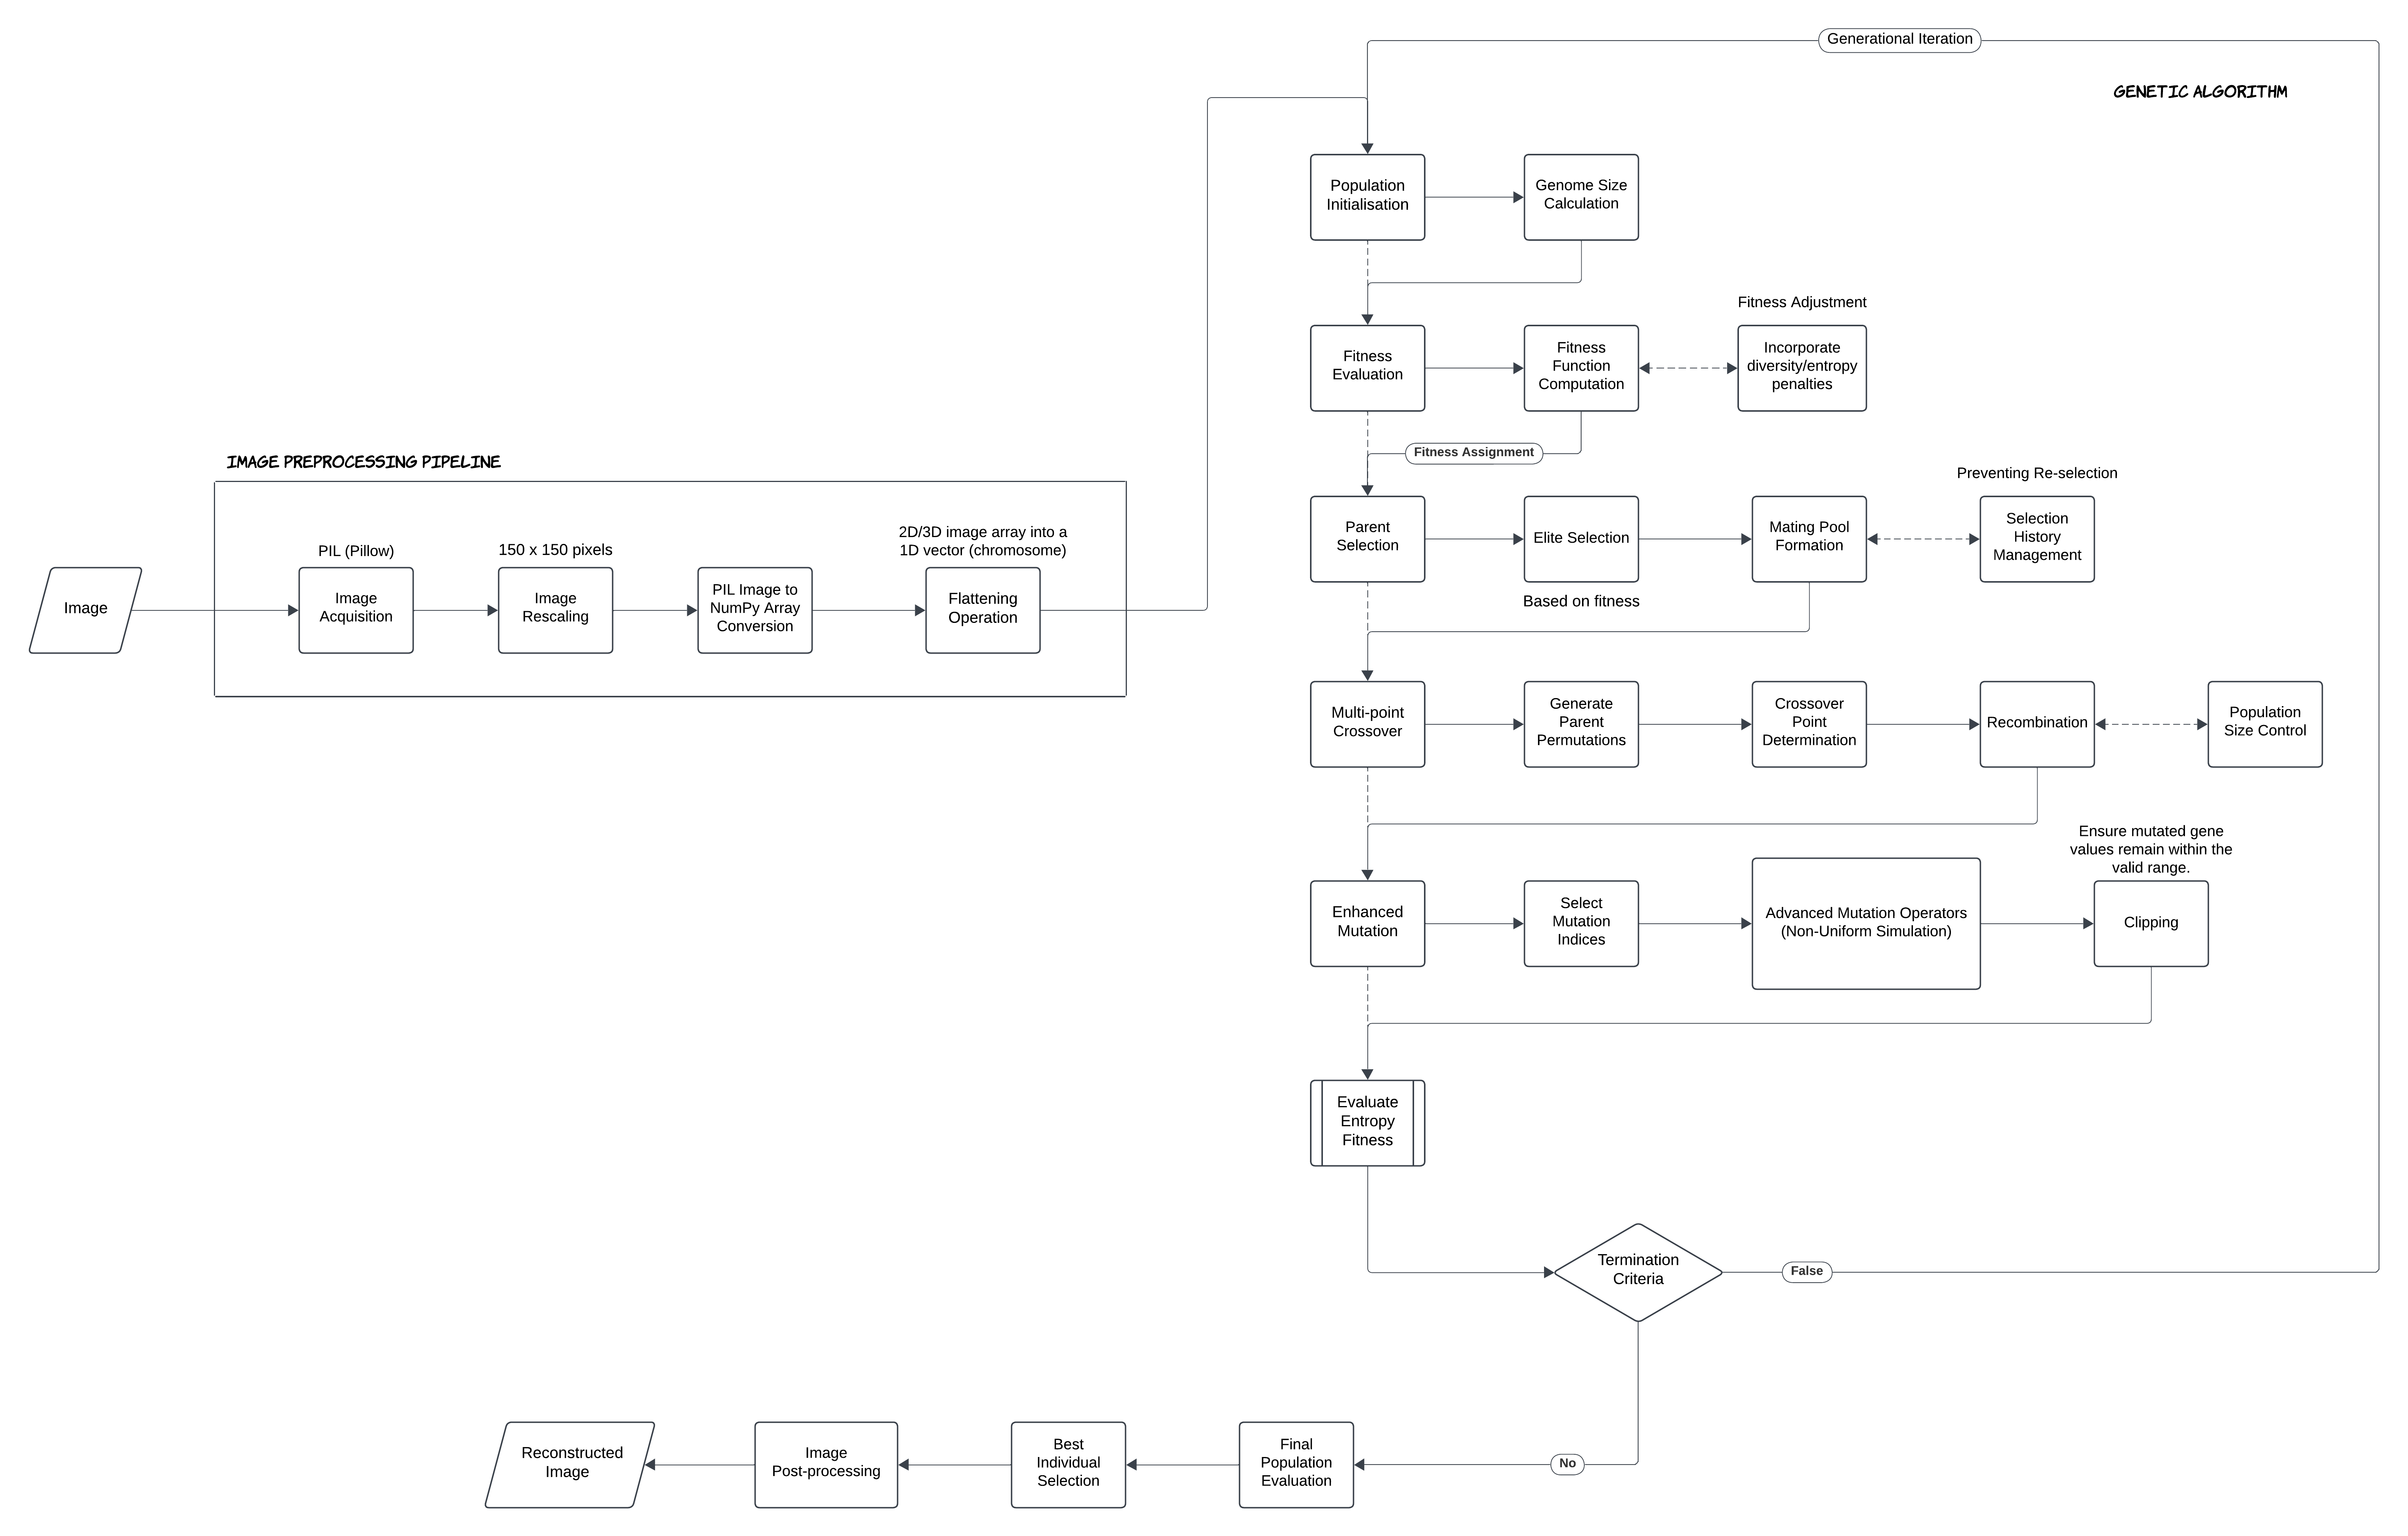 Generational Iteration
GENETIC ALGORITHM
Population
Initialisation
Genome Size
Calculation
Fitness Adjustment
Fitness
Evaluation
Fitness
Function
Computation
Incorporate
diversity/entropy
penalties
Fitness Assignment
IMAGE PREPROCESSING PIPELINE
Preventing Re-selection
Parent
Selection
Elite Selection
Mating Pool
Formation
Selection
History
Management
Based on fitness
PIL (Pillow)
150 x 150 pixels
2D/3D image array into a
1D vector (chromosome)
Image
Image
Acquisition
Image
Rescaling
PIL Image to
NumPy Array
Conversion
Flattening
Operation
Multi-point
Crossover
Generate
Parent
Permutations
Crossover
Point
Determination
Recombination
Population
Size Control
Ensure mutated gene
values remain within the
valid range.
Enhanced
Mutation
Select
Mutation
Indices
Advanced Mutation Operators
(Non-Uniform Simulation)
Clipping
Evaluate
Entropy
Fitness
Termination
Criteria
False
No
Final
Population
Evaluation
Best
Individual
Selection
Image
Post-processing
Reconstructed
Image